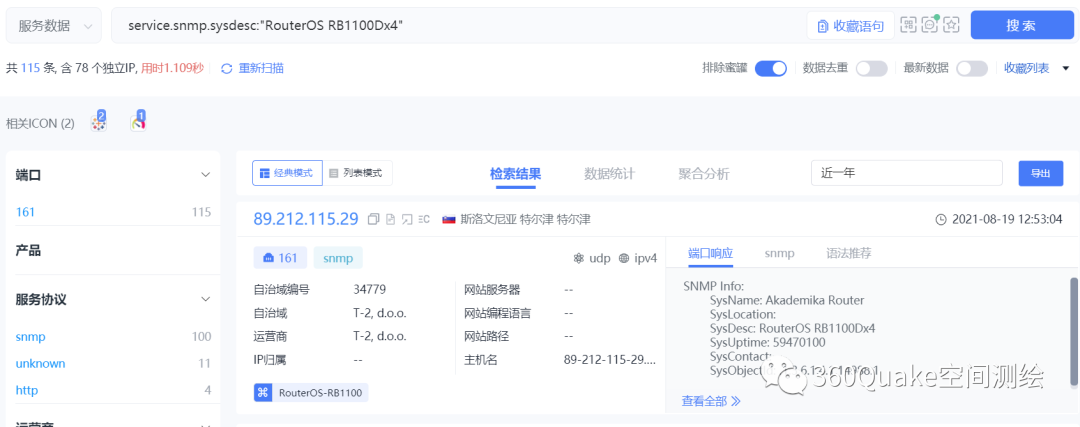 服务数据
service.snmp.sysdesc:"RouterOS RB1100Dx4"
收藏语句
搜 索
共 115 条, 含 78 个独立IP, 用时1.109秒
重新扫描
排除蜜罐
数据去重
最新数据
收藏列表
相关ICON (2)
2
1
端口
161 115
产品
服务协议
snmp 100
unknown 11
http 4
运营商
经典模式
列表模式
检索结果
数据统计
聚合分析
近一年
导出
89.212.115.29
斯洛文尼亚 特尔津 特尔津
2021-08-19 12:53:04
161
snmp
udp
ipv4
自治域编号 34779
自治域 T-2, d.o.o.
运营商 T-2, d.o.o.
IP归属 --
网站服务器 --
网站编程语言 --
网站路径 --
主机名 89-212-115-29....
RouterOS-RB1100
端口响应
snmp
语法推荐
SNMP Info:
SysName: Akademika Router
SysLocation:
SysDesc: RouterOS RB1100Dx4
SysUptime: 59470100
SysContact:
SysObject
查看全部
360Quake空间测绘